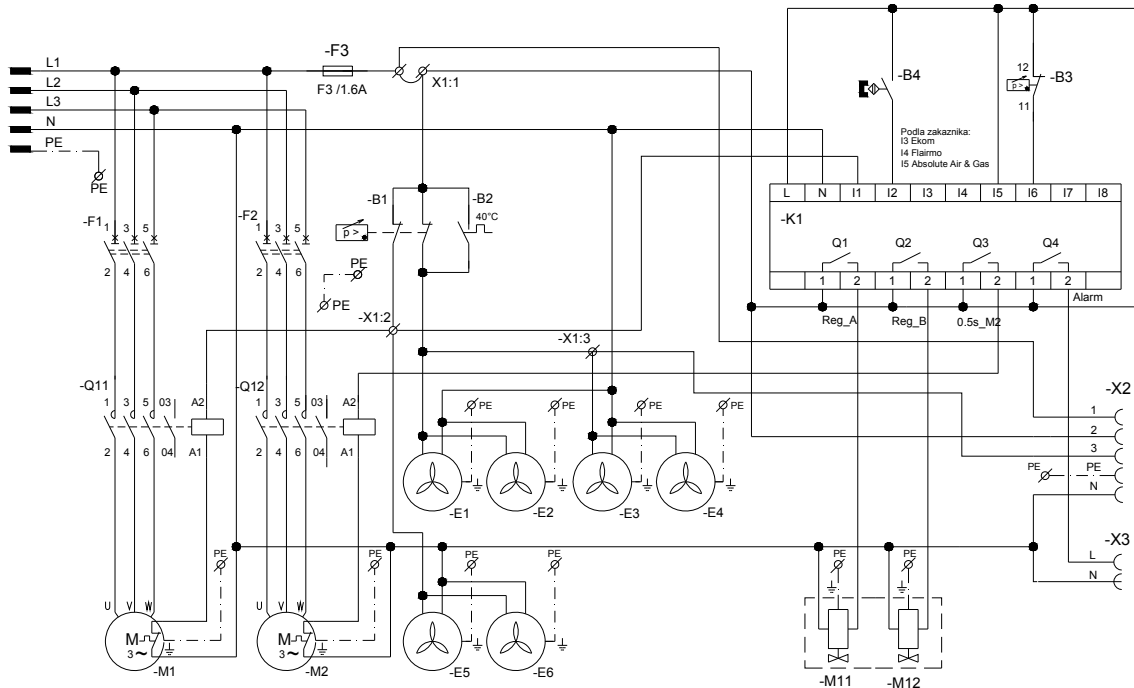 L1
L2
L3
N
PE
PE
-F3
F3 /1.6A
X1:1
-B4
12
-B3
p >
11
Podla zakaznika:
I3 Ekom
I4 Flairmo
I5 Absolute Air & Gas
L N I1 I2 I3 I4 I5 I6 I7 I8
-K1
Q1 Q2 Q3 Q4
1 2 1 2 1 2 1 2
Alarm
Reg_A Reg_B 0.5s_M2
-F1 1 3 5
2 4 6
-F2 1 3 5
2 4 6
-B1
-B2
40°C
p >
PE
PE
-X1:2
-X1:3
-Q11
1 3 5 03 A2
2 4 6 04 A1
-Q12
1 3 5 03 A2
2 4 6 04 A1
PE PE PE PE
-E1 -E2 -E3 -E4
-X2
1
2
3
PE PE
N
-X3
L
N
PE PE PE PE PE PE
U V W
M
3 ~
-M1
U V W
M
3 ~
-M2
-E5 -E6
-M11 -M12